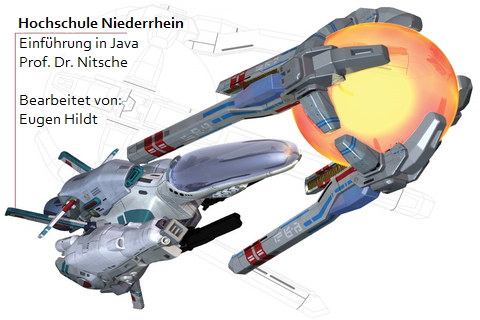 Hochschule Niederrhein
Einführung in Java
Prof. Dr. Nitsche
Bearbeitet von:
Eugen Hildt